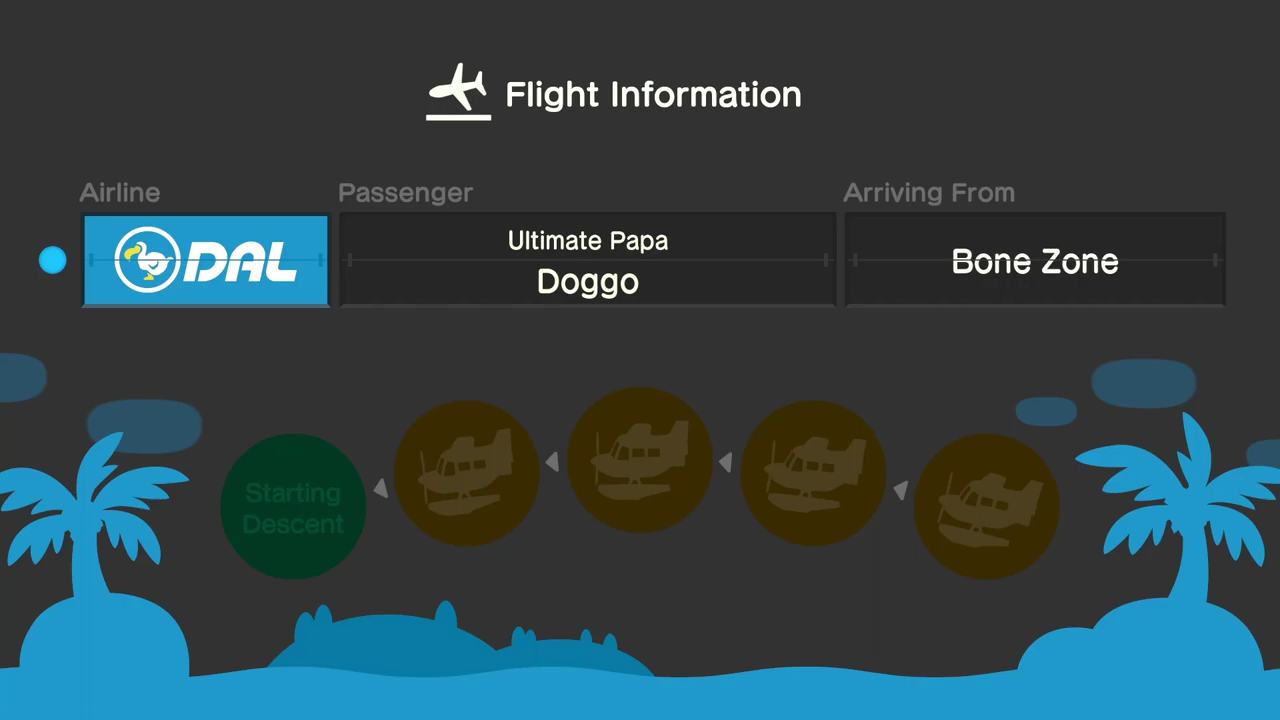 Flight Information
Airline
Passenger
Arriving From
DAL
Ultimate Papa
Doggo
Bone Zone
Starting
Descent